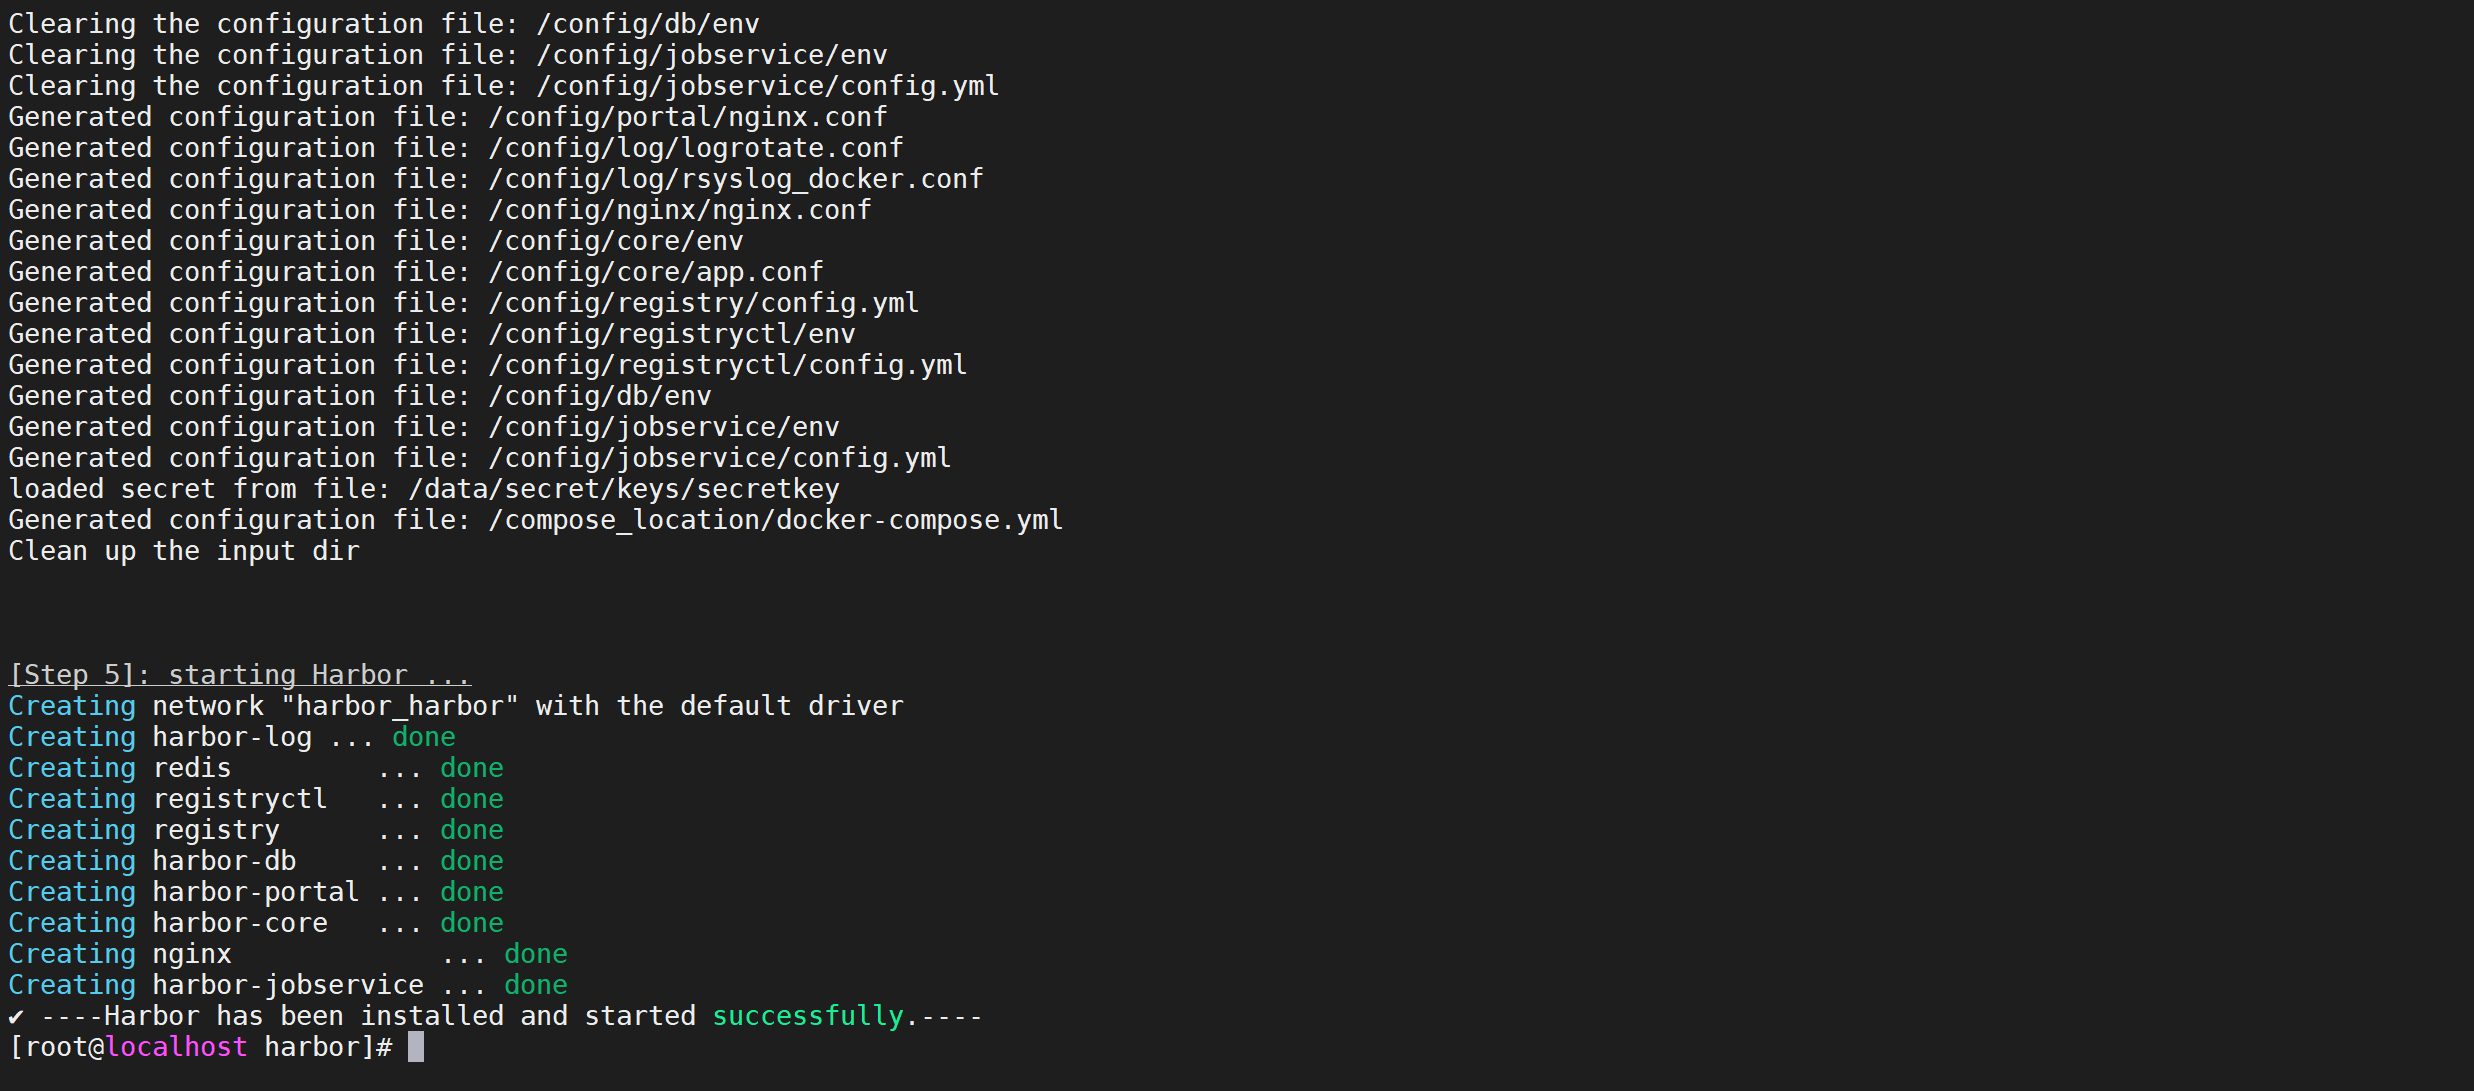 Clearing the configuration file: /config/db/env
Clearing the configuration file: /config/jobservice/env
Clearing the configuration file: /config/jobservice/config.yml
Generated configuration file: /config/portal/nginx.conf
Generated configuration file: /config/log/logrotate.conf
Generated configuration file: /config/log/rsyslog_docker.conf
Generated configuration file: /config/nginx/nginx.conf
Generated configuration file: /config/core/env
Generated configuration file: /config/core/app.conf
Generated configuration file: /config/registry/config.yml
Generated configuration file: /config/registryctl/env
Generated configuration file: /config/registryctl/config.yml
Generated configuration file: /config/db/env
Generated configuration file: /config/jobservice/env
Generated configuration file: /config/jobservice/config.yml
loaded secret from file: /data/secret/keys/secretkey
Generated configuration file: /compose_location/docker-compose.yml
Clean up the input dir
[Step 5]: starting Harbor ...
Creating network "harbor_harbor" with the default driver
Creating harbor-log ... done
Creating redis         ... done
Creating registryctl   ... done
Creating registry      ... done
Creating harbor-db     ... done
Creating harbor-portal ... done
Creating harbor-core   ... done
Creating nginx             ... done
Creating harbor-jobservice ... done
✔ ----Harbor has been installed and started successfully.----
[root@localhost harbor]#